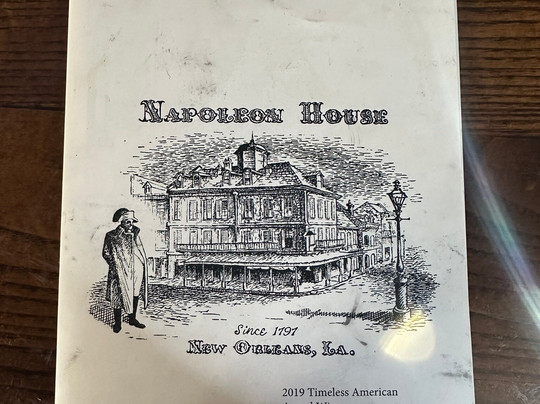 Napoleon House
Since 1797
New Orleans, La.
2019 Timeless American